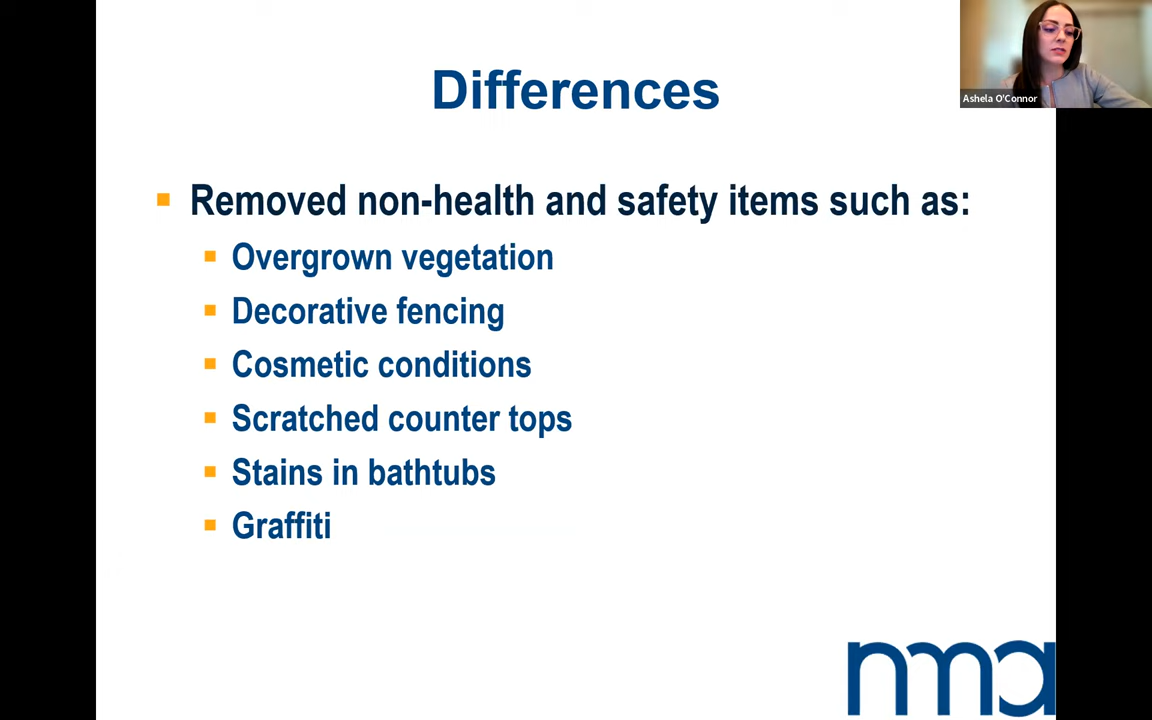 Differences
Ashela O'Connor
Removed non-health and safety items such as:
Overgrown vegetation
Decorative fencing
Cosmetic conditions
Scratched counter tops
Stains in bathtubs
Graffiti
nma